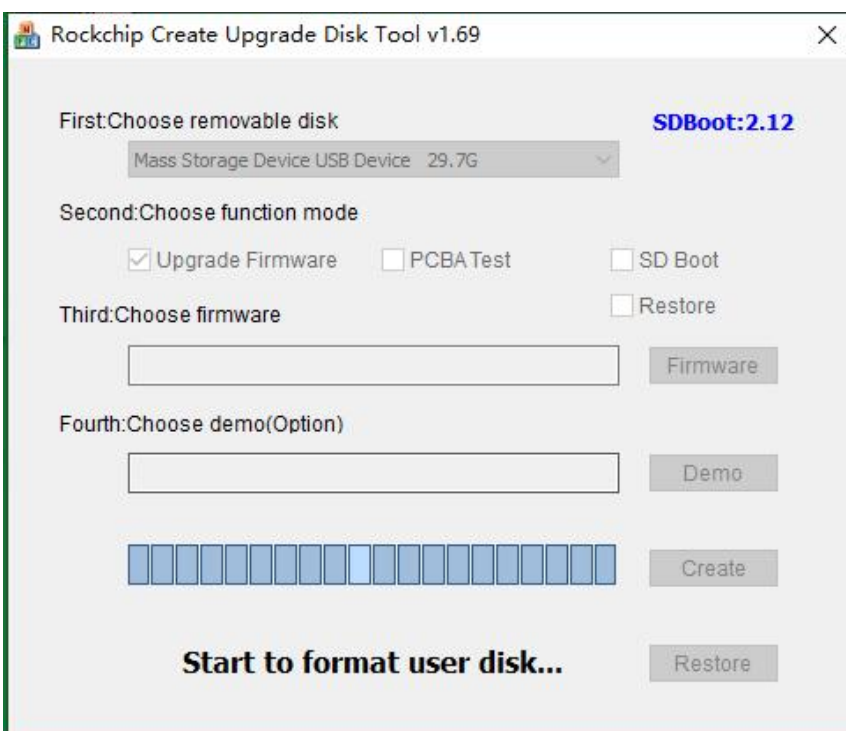 Rockchip Create Upgrade Disk Tool v1.69
First:Choose removable disk
SDBoot:2.12
Mass Storage Device USB Device 29.7G
Second:Choose function mode
Upgrade Firmware
PCBA Test
SD Boot
Third:Choose firmware
Restore
Firmware
Fourth:Choose demo(Option)
Demo
Create
Start to format user disk...
Restore